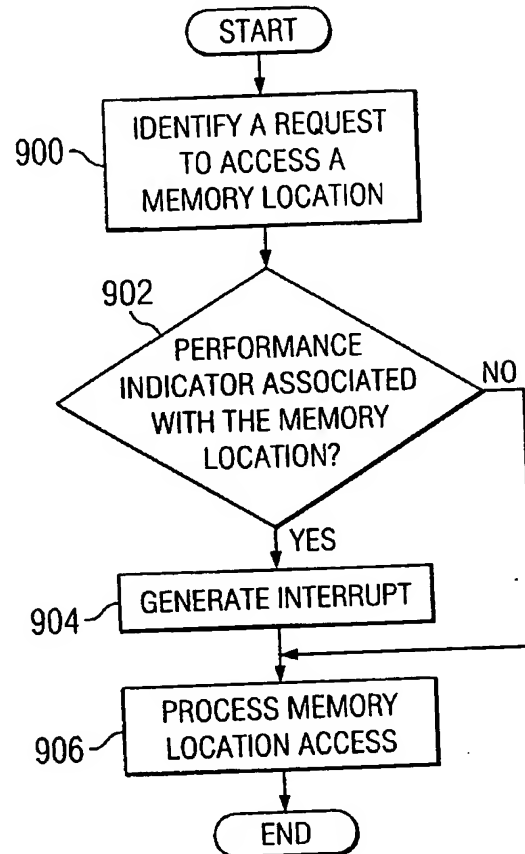 START
900
IDENTIFY A REQUEST
TO ACCESS A
MEMORY LOCATION
902
PERFORMANCE
INDICATOR ASSOCIATED
WITH THE MEMORY
LOCATION?
NO
YES
904
GENERATE INTERRUPT
906
PROCESS MEMORY
LOCATION ACCESS
END